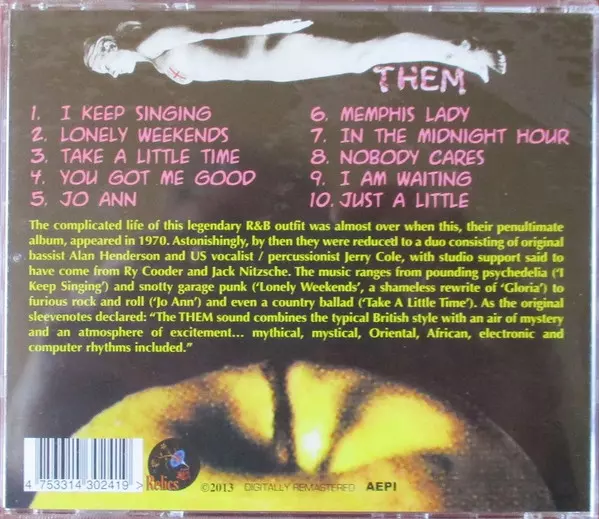 THEM
1. I KEEP SINGING
2. LONELY WEEKENDS
3. TAKE A LITTLE TIME
4. YOU GOT ME GOOD
5. JO ANN
6. MEMPHIS LADY
7. IN THE MIDNIGHT HOUR
8. NOBODY CARES
9. I AM WAITING
10. JUST A LITTLE
The complicated life of this legendary R&B outfit was almost over when this, their penultimate
album, appeared in 1970. Astonishingly, by then they were reduced to a duo consisting of original
bassist Alan Henderson and US vocalist / percussionist Jerry Cole, with studio support said to
have come from Ry Cooder and Jack Nitzsche. The music ranges from pounding psychedelia ('I
Keep Singing') and snotty garage punk ('Lonely Weekends', a shameless rewrite of 'Gloria') to
furious rock and roll ('Jo Ann') and even a country ballad ('Take A Little Time'). As the original
sleevenotes declared: "The THEM sound combines the typical British style with an air of mystery
and an atmosphere of excitement... mythical, mystical, Oriental, African, electronic and
computer rhythms included."
4 753314 302419 >
Relics
©2013 DIGITALLY REMASTERED AEPI